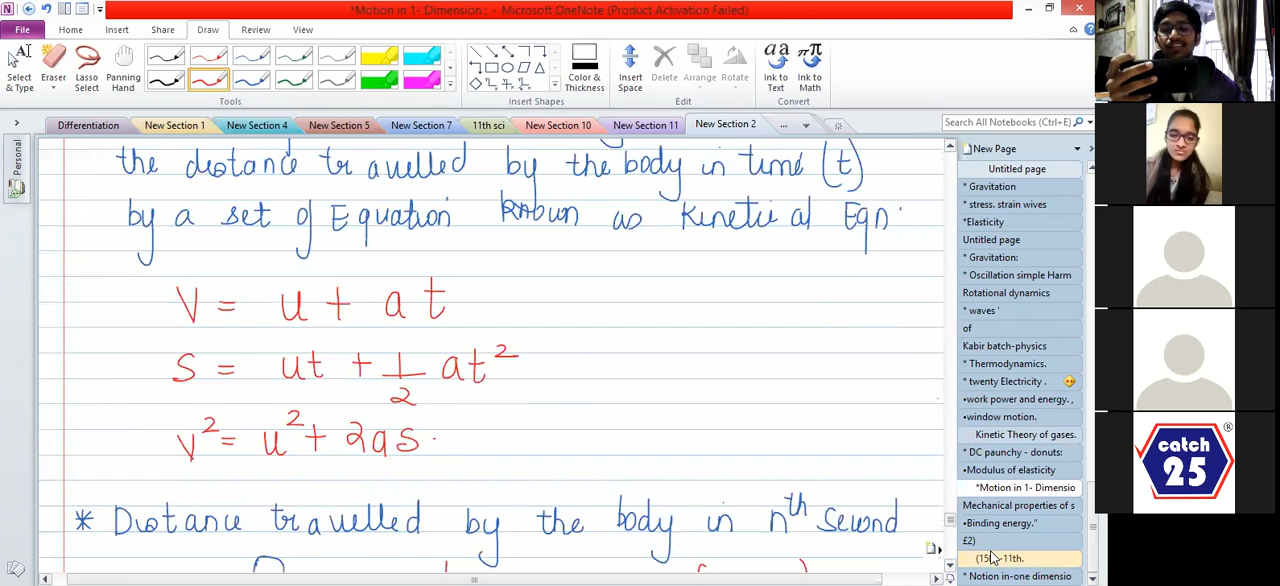 *Motion in 1- Dimension ; - Microsoft OneNote (Product Activation Failed)
File Home Insert Share Draw Review View
Select & Type
Eraser
Lasso Select
Panning Hand
Color & Thickness
Insert Space
Delete
Arrange
Rotate
Ink to Text
Ink to Math
Tools
Insert Shapes
Edit
Convert
Differentiation New Section 1 New Section 4 New Section 5 New Section 7 11th sci New Section 10 New Section 11 New Section 2 ...
Search All Notebooks (Ctrl+E)
Personal
the distance travelled by the body in time (t)
by a set of Equation known as Kinetical Eqn.
V = u + at
S = ut + 1/2 at²
v² = u² + 2as.
* Distance travelled by the body in nth second
New Page
Untitled page
* Gravitation
* stress. strain wives
*Elasticity
Untitled page
* Gravitation:
* Oscillation simple Harm
Rotational dynamics
* waves '
of
Kabir batch-physics
* Thermodynamics.
* twenty Electricity .
•work power and energy. ,
•window motion.
Kinetic Theory of gases.
* DC paunchy - donuts:
•Modulus of elasticity
*Motion in 1- Dimensio
Mechanical properties of s
•Binding energy."
£2)
-11th.
* Notion in-one dimensio
catch
25
®